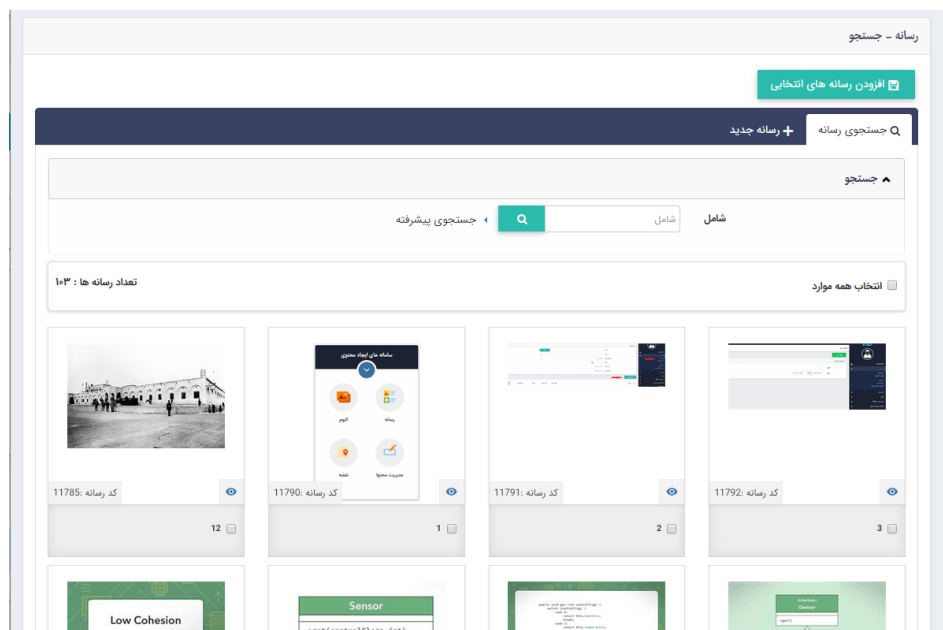 رسانه - جستجو
افزودن رسانه های انتخابی
جستجوی رسانه
رسانه جدید
جستجو
شامل
شامل
جستجوی پیشرفته
انتخاب همه موارد
تعداد رسانه ها : ۱۰۳
کد رسانه :11792
3
کد رسانه :11791
2
سامانه های ایجاد محتوی
رسانه
آلبوم
مدیریت محتوا
نقشه
کد رسانه :11790
1
کد رسانه :11785
12
Sensor
Low Cohesion